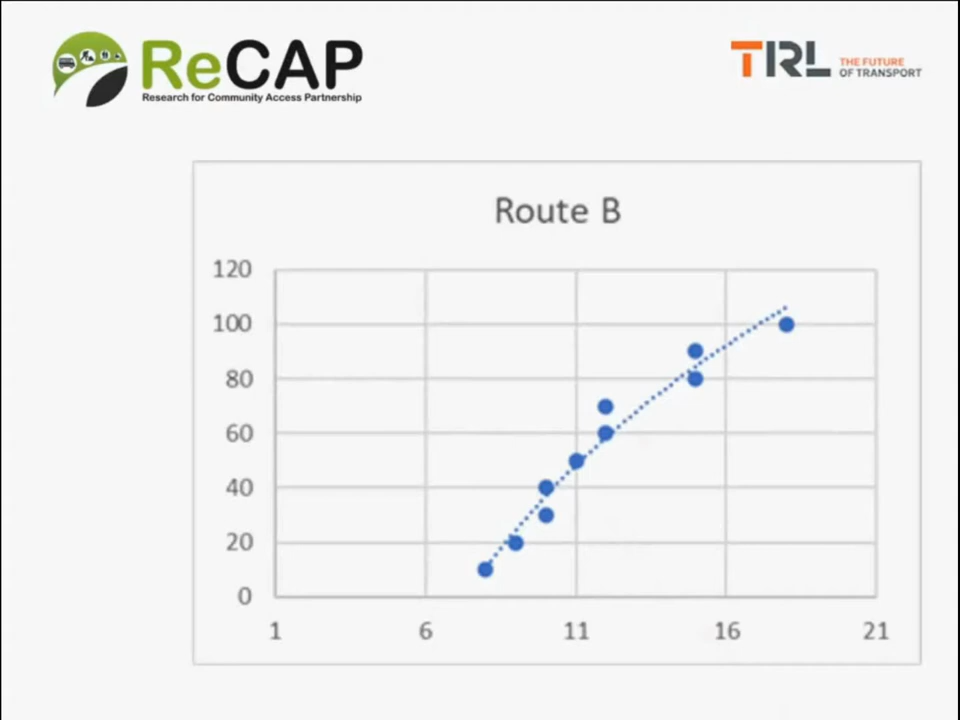 ReCAP
Research for Community Access Partnership
TRL THE FUTURE
OF TRANSPORT
Route B
120
100
80
60
40
20
0
1 6 11 16 21